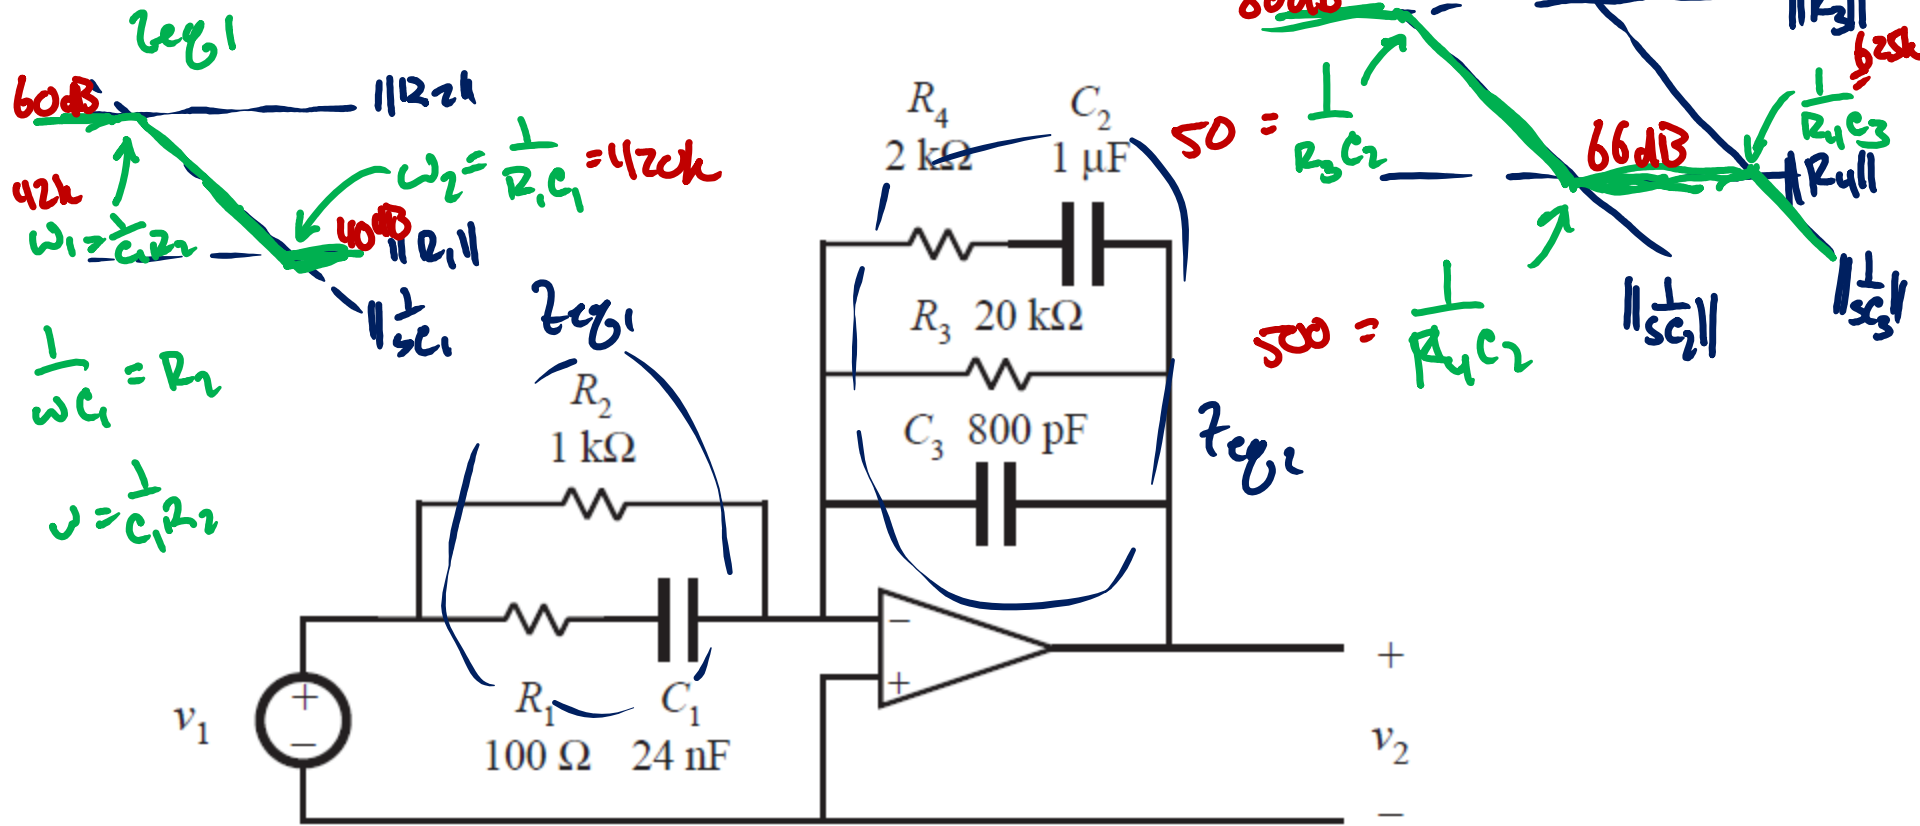 Zeq1
60dB
||R2||
42k
ω1 = 1/C1R2
ω2 = 1/R1C1 = 420k
40dB
||R1||
||1/sC1||
1/ωC1 = R2
ω = 1/C1R2
Zeq1
R2
1 kΩ
R1 C1
100 Ω 24 nF
v1
+
−
R4 C2
2 kΩ 1 μF
R3 20 kΩ
C3 800 pF
Zeq2
−
+
+
v2
−
80dB
||R3||
625k
50 = 1/R3C2
66dB
1/R4C3
||R4||
500 = 1/R4C2
||1/sC2||
||1/sC3||